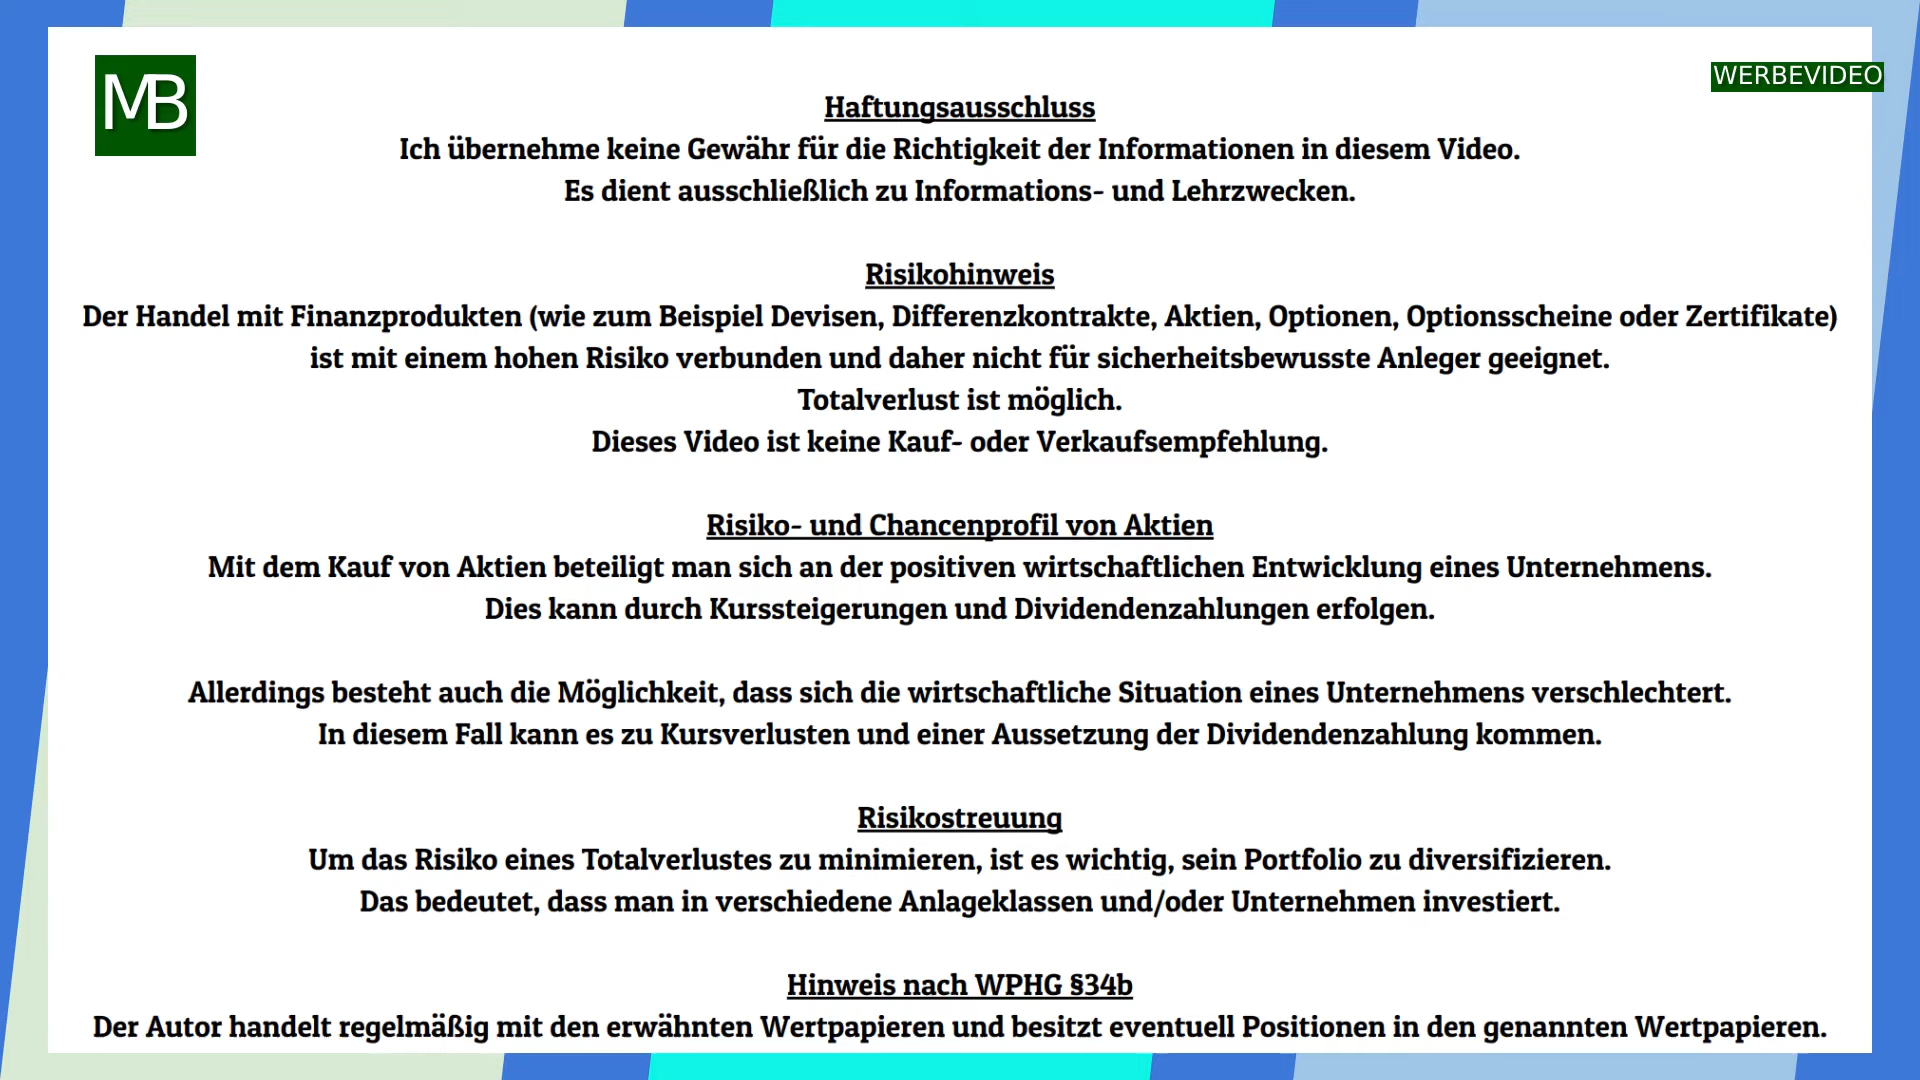 MB
WERBEVIDEO
Haftungsausschluss
Ich übernehme keine Gewähr für die Richtigkeit der Informationen in diesem Video.
Es dient ausschließlich zu Informations- und Lehrzwecken.
Risikohinweis
Der Handel mit Finanzprodukten (wie zum Beispiel Devisen, Differenzkontrakte, Aktien, Optionen, Optionsscheine oder Zertifikate)
ist mit einem hohen Risiko verbunden und daher nicht für sicherheitsbewusste Anleger geeignet.
Totalverlust ist möglich.
Dieses Video ist keine Kauf- oder Verkaufsempfehlung.
Risiko- und Chancenprofil von Aktien
Mit dem Kauf von Aktien beteiligt man sich an der positiven wirtschaftlichen Entwicklung eines Unternehmens.
Dies kann durch Kurssteigerungen und Dividendenzahlungen erfolgen.
Allerdings besteht auch die Möglichkeit, dass sich die wirtschaftliche Situation eines Unternehmens verschlechtert.
In diesem Fall kann es zu Kursverlusten und einer Aussetzung der Dividendenzahlung kommen.
Risikostreuung
Um das Risiko eines Totalverlustes zu minimieren, ist es wichtig, sein Portfolio zu diversifizieren.
Das bedeutet, dass man in verschiedene Anlageklassen und/oder Unternehmen investiert.
Hinweis nach WPHG §34b
Der Autor handelt regelmäßig mit den erwähnten Wertpapieren und besitzt eventuell Positionen in den genannten Wertpapieren.